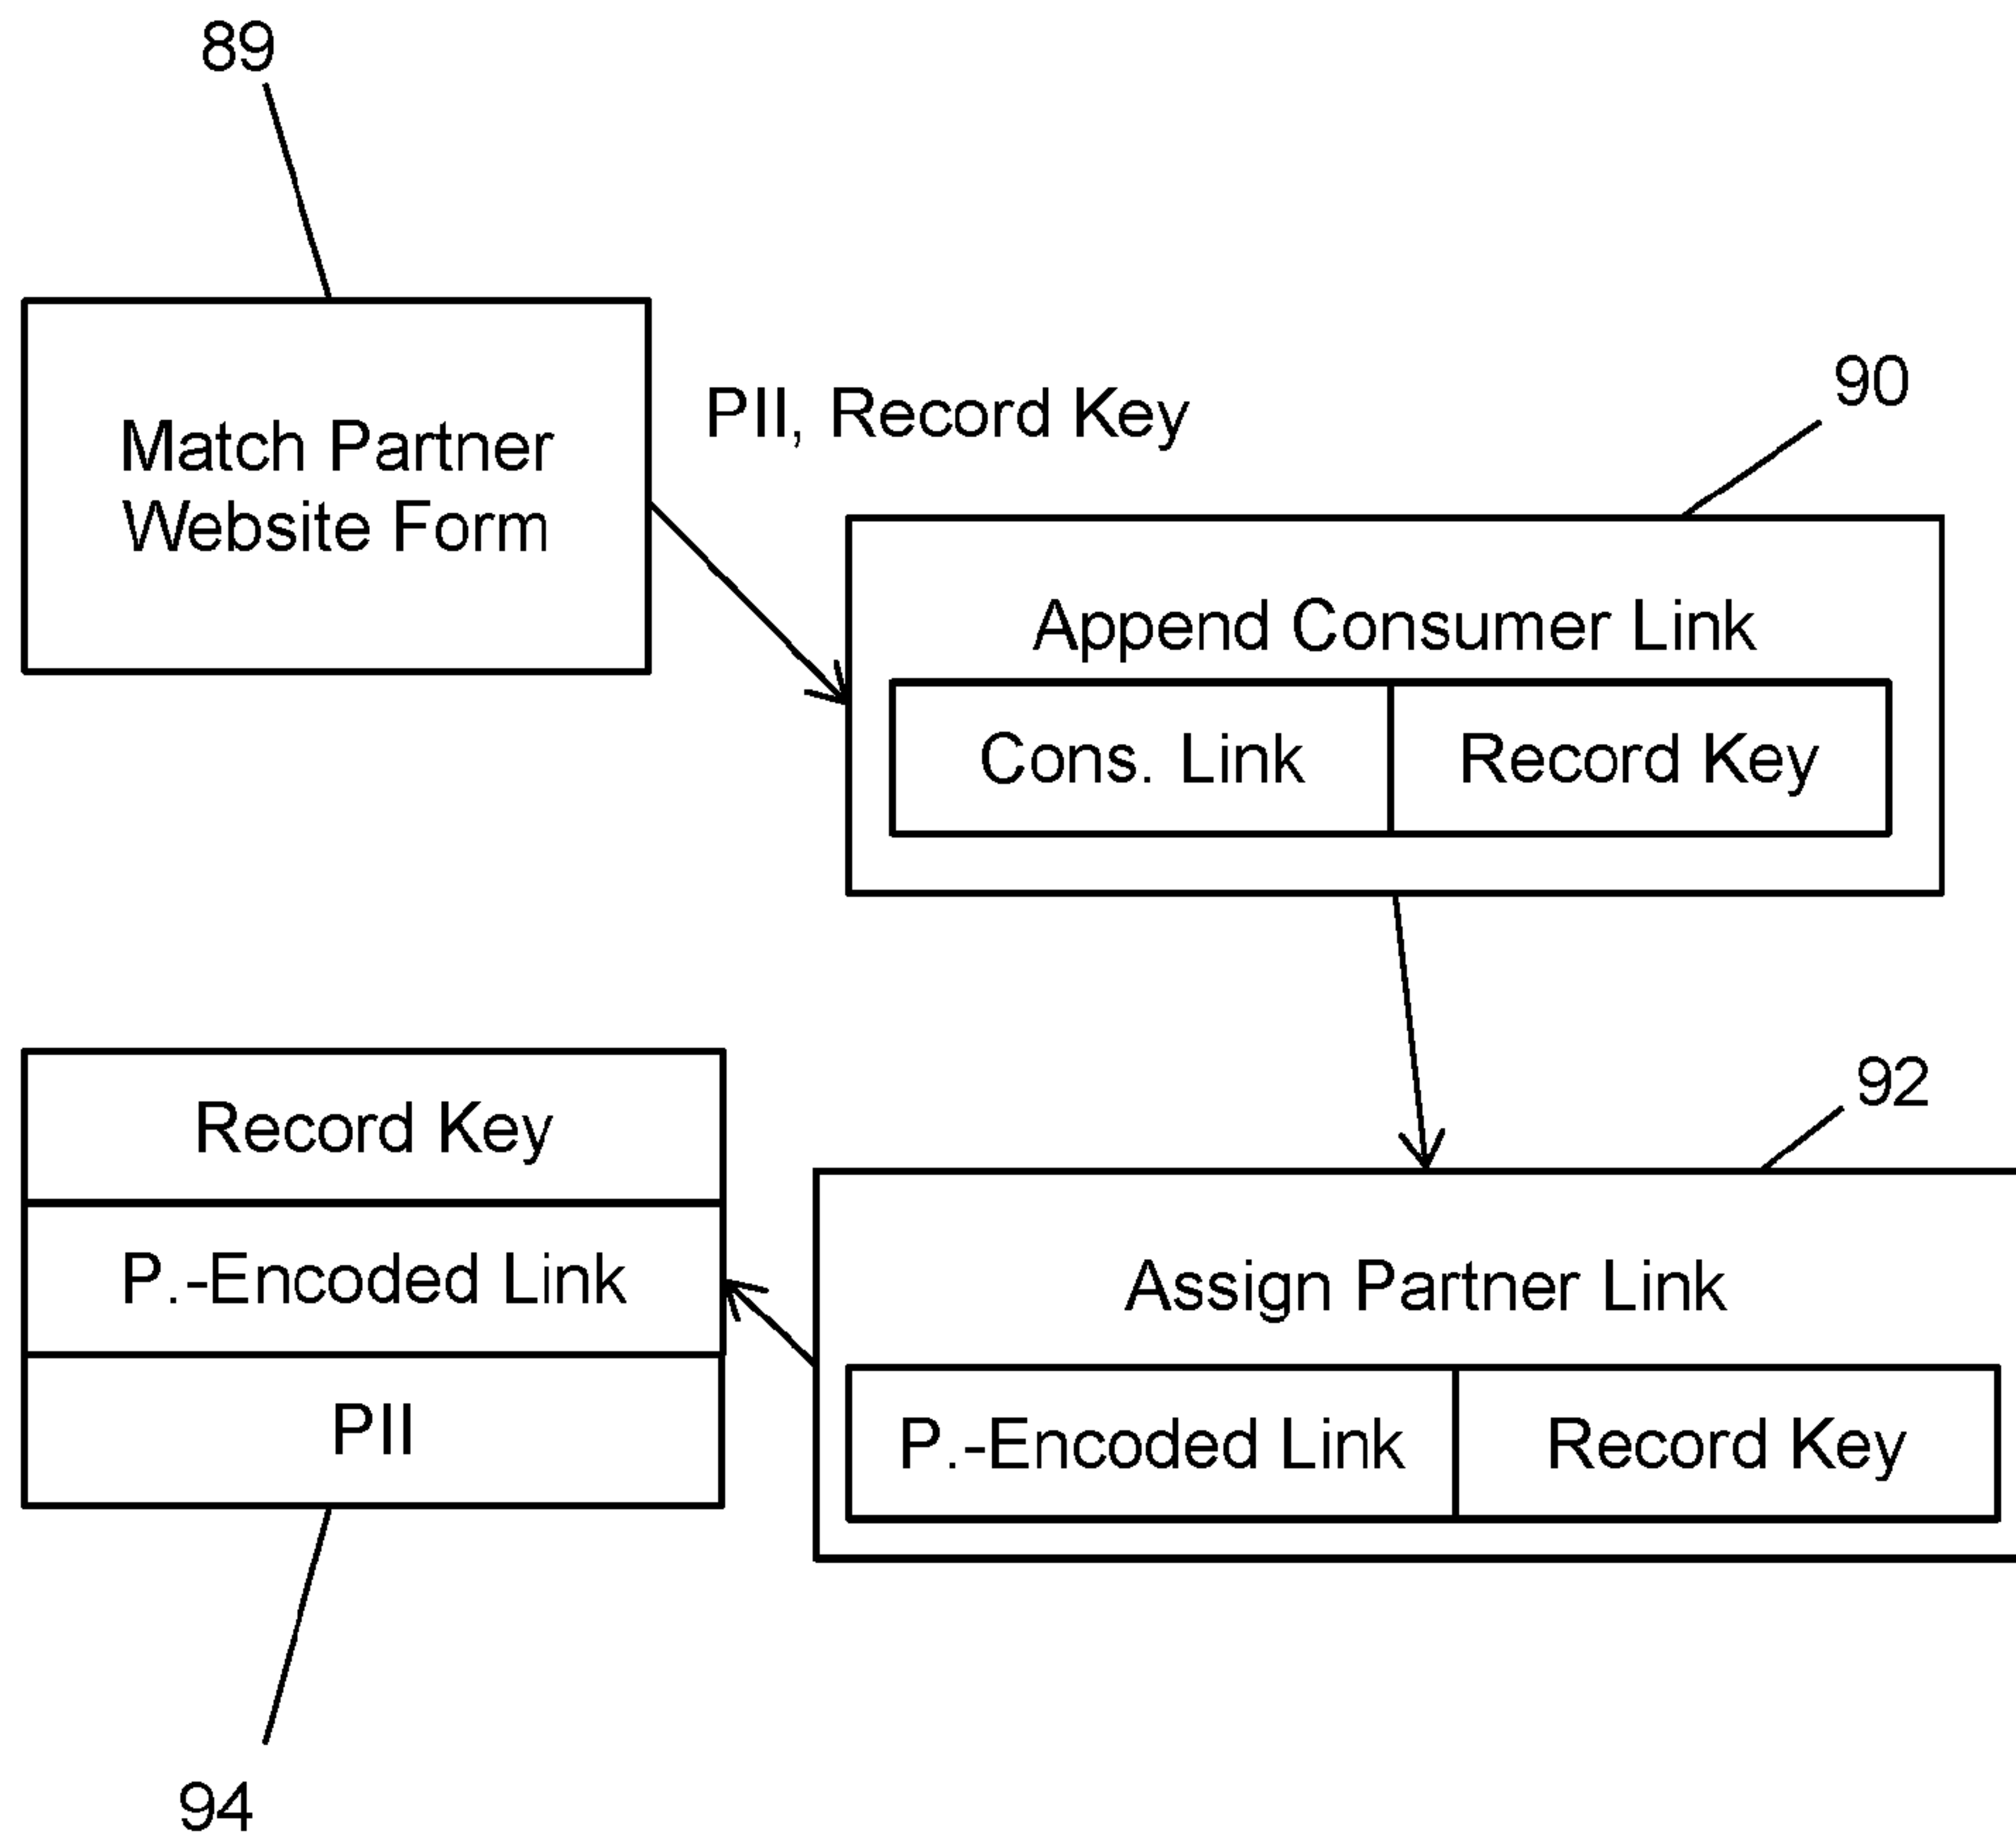 89
Match Partner
Website Form
PII, Record Key
90
Append Consumer Link
Cons. Link
Record Key
Record Key
P.-Encoded Link
PII
92
Assign Partner Link
P.-Encoded Link
Record Key
94